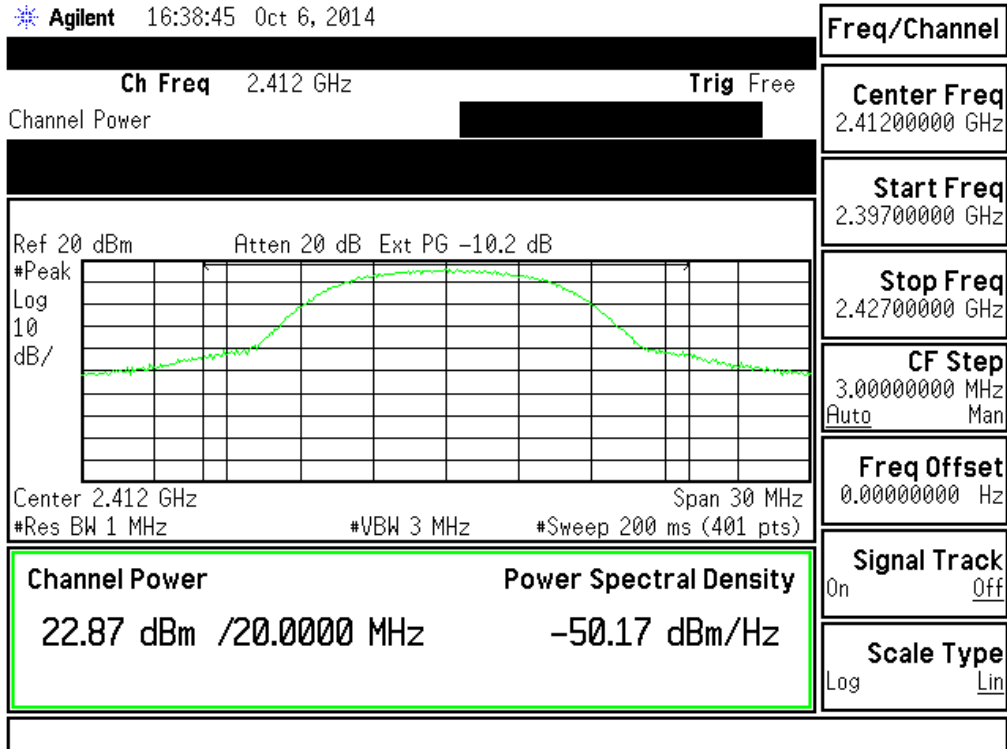 Agilent 16:38:45 Oct 6, 2014
Ch Freq 2.412 GHz Trig Free
Channel Power
Ref 20 dBm Atten 20 dB Ext PG -10.2 dB
#Peak
Log
10
dB/
Center 2.412 GHz Span 30 MHz
#Res BW 1 MHz #VBW 3 MHz #Sweep 200 ms (401 pts)
Channel Power Power Spectral Density
22.87 dBm /20.0000 MHz -50.17 dBm/Hz
Freq/Channel
Center Freq
2.41200000 GHz
Start Freq
2.39700000 GHz
Stop Freq
2.42700000 GHz
CF Step
3.00000000 MHz
Auto Man
Freq Offset
0.00000000 Hz
Signal Track
On Off
Scale Type
Log Lin